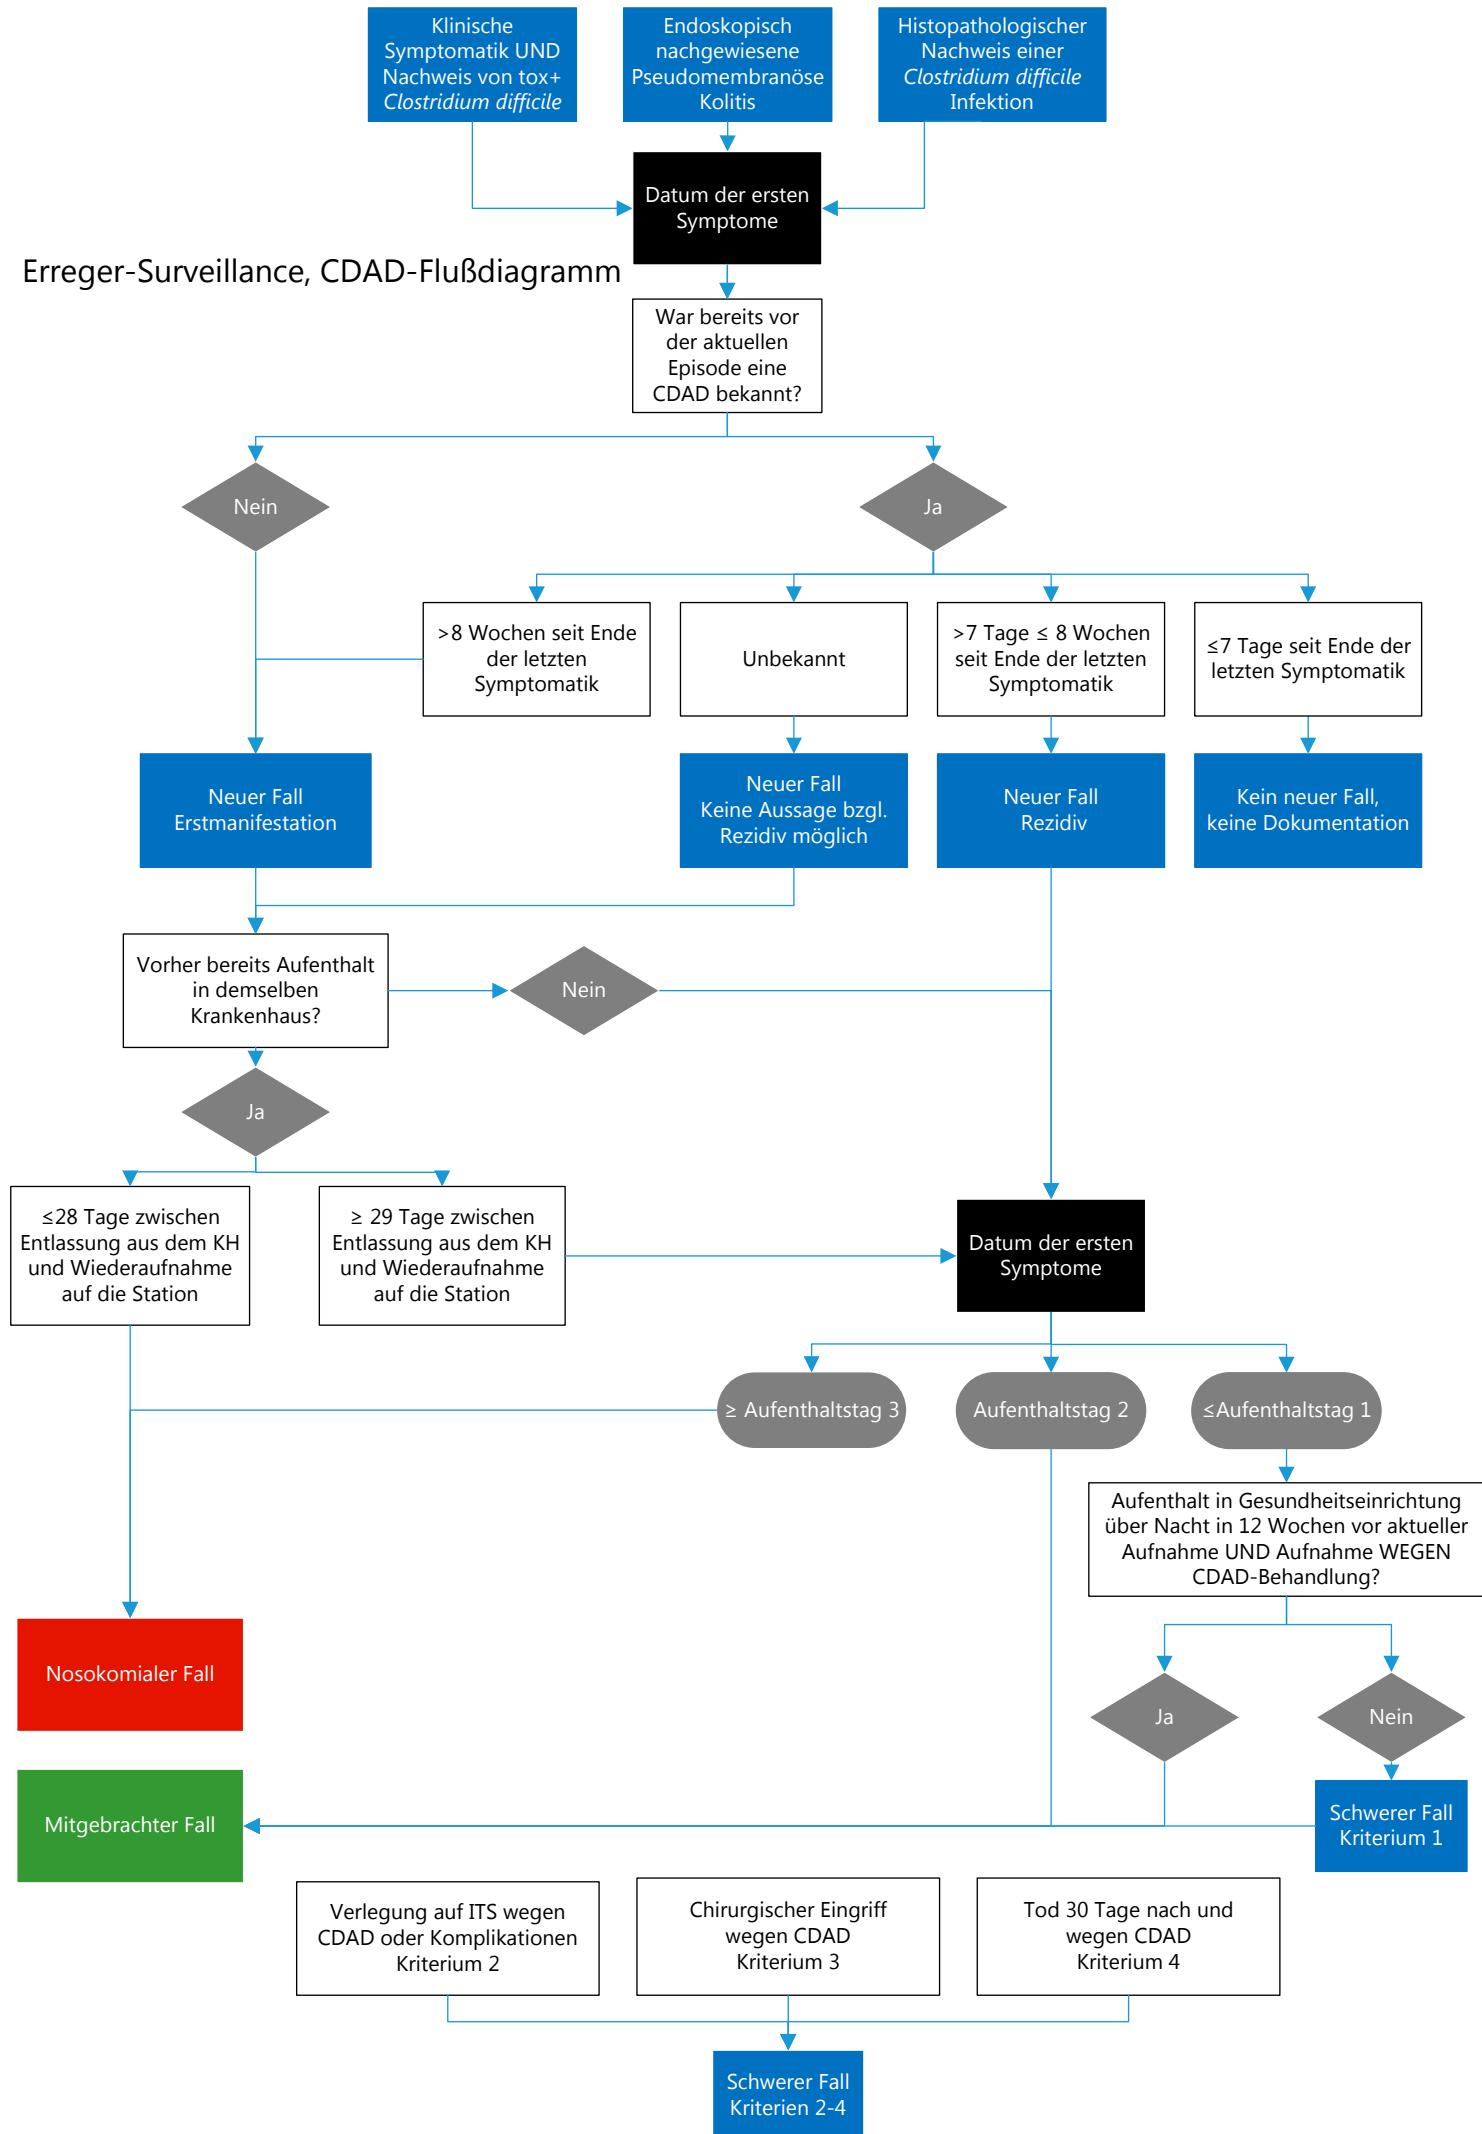 Klinische
Symptomatik UND
Nachweis von tox+
Clostridium difficile
Endoskopisch
nachgewiesene
Pseudomembranöse
Kolitis
Histopathologischer
Nachweis einer
Clostridium difficile
Infektion
Datum der ersten
Symptome
Erreger-Surveillance, CDAD-Flußdiagramm
War bereits vor
der aktuellen
Episode eine
CDAD bekannt?
Nein
Ja
>8 Wochen seit Ende
der letzten
Symptomatik
Unbekannt
>7 Tage ≤ 8 Wochen
seit Ende der letzten
Symptomatik
≤7 Tage seit Ende der
letzten Symptomatik
Neuer Fall
Erstmanifestation
Neuer Fall
Keine Aussage bzgl.
Rezidiv möglich
Neuer Fall
Rezidiv
Kein neuer Fall,
keine Dokumentation
Vorher bereits Aufenthalt
in demselben
Krankenhaus?
Nein
Ja
≤28 Tage zwischen
Entlassung aus dem KH
und Wiederaufnahme
auf die Station
≥ 29 Tage zwischen
Entlassung aus dem KH
und Wiederaufnahme
auf die Station
Datum der ersten
Symptome
≥ Aufenthaltstag 3
Aufenthaltstag 2
≤Aufenthaltstag 1
Aufenthalt in Gesundheitseinrichtung
über Nacht in 12 Wochen vor aktueller
Aufnahme UND Aufnahme WEGEN
CDAD-Behandlung?
Nosokomialer Fall
Ja
Nein
Mitgebrachter Fall
Schwerer Fall
Kriterium 1
Verlegung auf ITS wegen
CDAD oder Komplikationen
Kriterium 2
Chirurgischer Eingriff
wegen CDAD
Kriterium 3
Tod 30 Tage nach und
wegen CDAD
Kriterium 4
Schwerer Fall
Kriterien 2-4